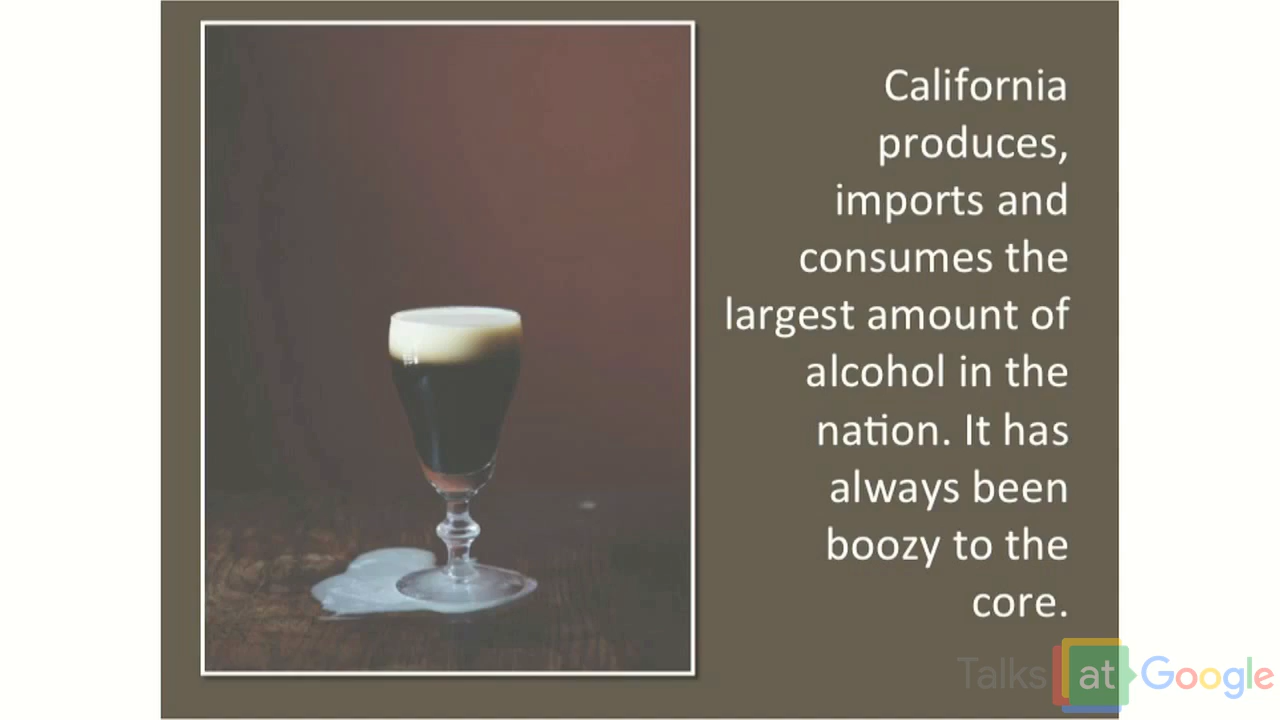 California
produces,
imports and
consumes the
largest amount of
alcohol in the
nation. It has
always been
boozy to the
core.
Talks at Google